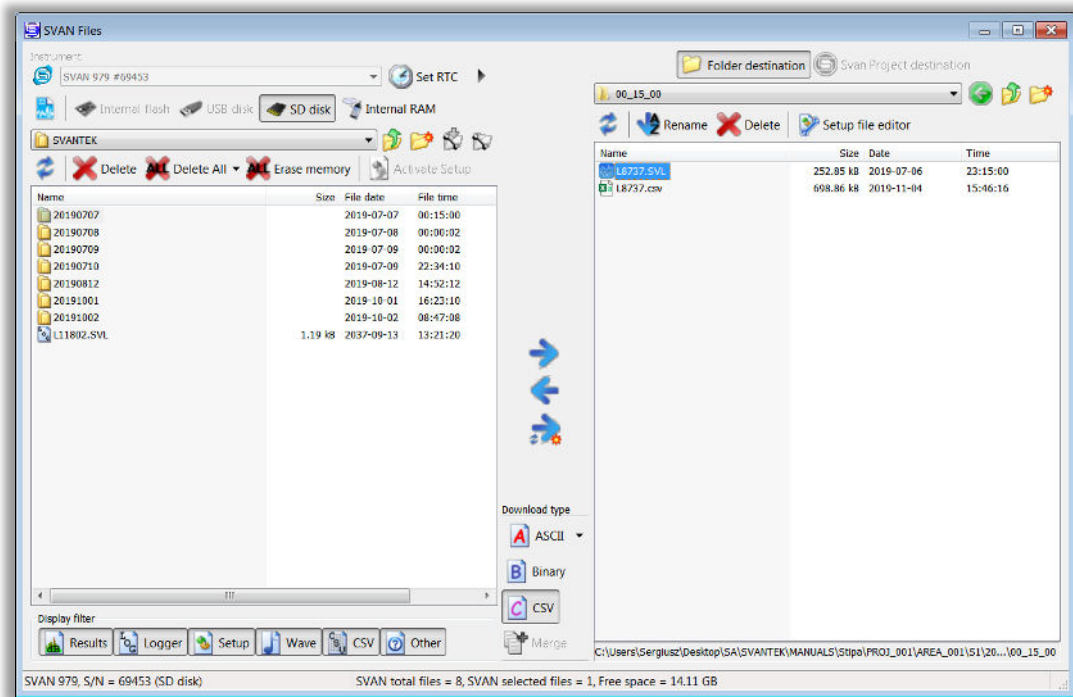 SVAN Files
Instrument
SVAN 979 #69453
Set RTC
Internal flash USB disk SD disk Internal RAM
SVANTEK
Delete ALL Delete All ALL Erase memory Activate Setup
Name Size File date File time
20190707 2019-07-07 00:15:00
20190708 2019-07-08 00:00:02
20190709 2019-07-09 00:00:02
20190710 2019-07-09 22:34:10
20190812 2019-08-12 14:52:12
20191001 2019-10-01 16:23:10
20191002 2019-10-02 08:47:08
L11802.SVL 1.19 kB 2037-09-13 13:21:20
Display filter
Results Logger Setup Wave CSV Other
Download type
A ASCII
B Binary
C CSV
Merge
Folder destination Svan Project destination
00_15_00
Rename Delete Setup file editor
Name Size Date Time
L8737.SVL 252.85 kB 2019-07-06 23:15:00
L8737.csv 698.86 kB 2019-11-04 15:46:16
C:\Users\Sergiusz\Desktop\SA\SVANTEK\MANUALS\Stipa\PROJ_001\AREA_001\S1\20...\00_15_00
SVAN 979, S/N = 69453 (SD disk) SVAN total files = 8, SVAN selected files = 1, Free space = 14.11 GB